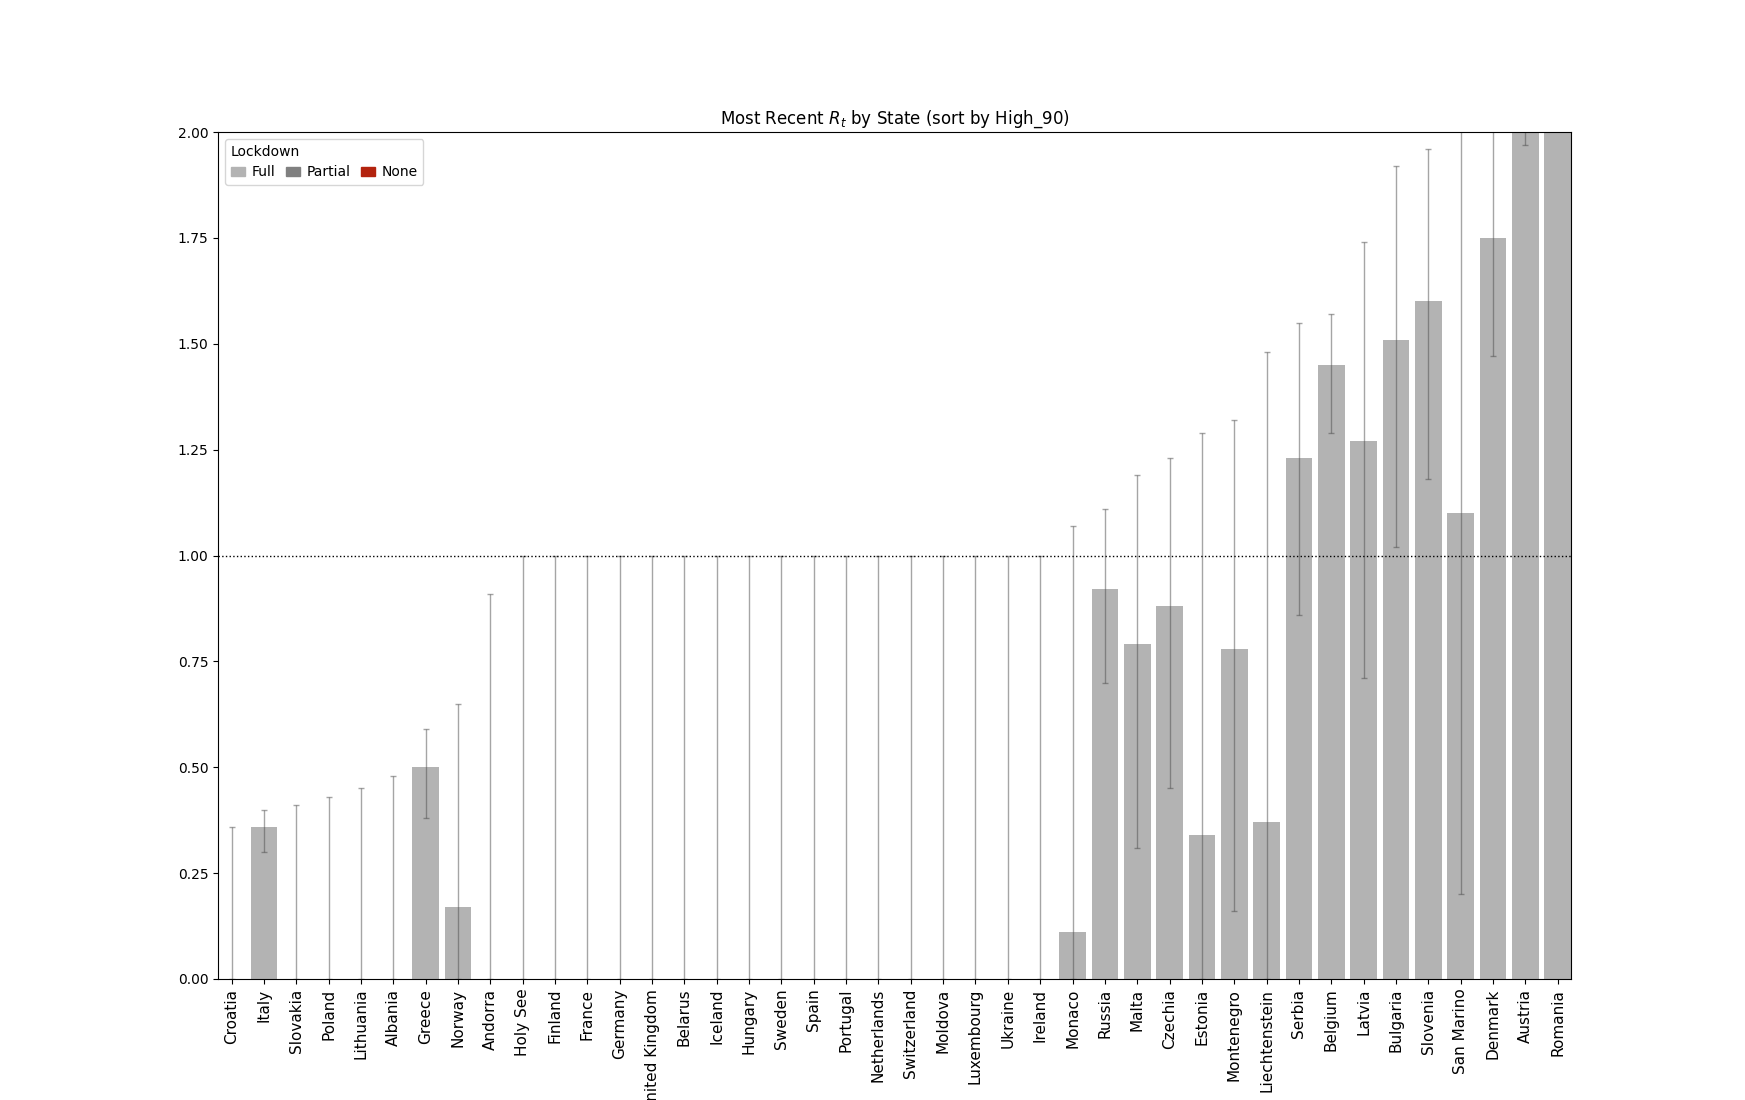 Most Recent R_t by State (sort by High_90)
Lockdown
Full Partial None
2.00
1.75
1.50
1.25
1.00
0.75
0.50
0.25
0.00
Croatia
Italy
Slovakia
Poland
Lithuania
Albania
Greece
Norway
Andorra
Holy See
Finland
France
Germany
nited Kingdom
Belarus
Iceland
Hungary
Sweden
Spain
Portugal
Netherlands
Switzerland
Moldova
Luxembourg
Ukraine
Ireland
Monaco
Russia
Malta
Czechia
Estonia
Montenegro
Liechtenstein
Serbia
Belgium
Latvia
Bulgaria
Slovenia
San Marino
Denmark
Austria
Romania